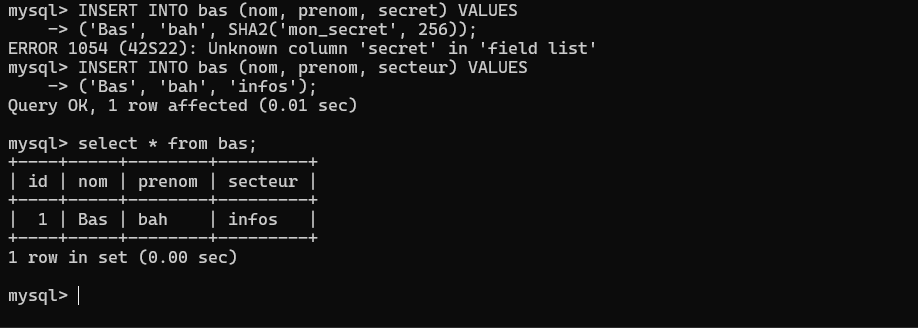 mysql> INSERT INTO bas (nom, prenom, secret) VALUES
    -> ('Bas', 'bah', SHA2('mon_secret', 256));
ERROR 1054 (42S22): Unknown column 'secret' in 'field list'
mysql> INSERT INTO bas (nom, prenom, secteur) VALUES
    -> ('Bas', 'bah', 'infos');
Query OK, 1 row affected (0.01 sec)

mysql> select * from bas;
+----+-----+--------+---------+
| id | nom | prenom | secteur |
+----+-----+--------+---------+
|  1 | Bas | bah    | infos   |
+----+-----+--------+---------+
1 row in set (0.00 sec)

mysql>